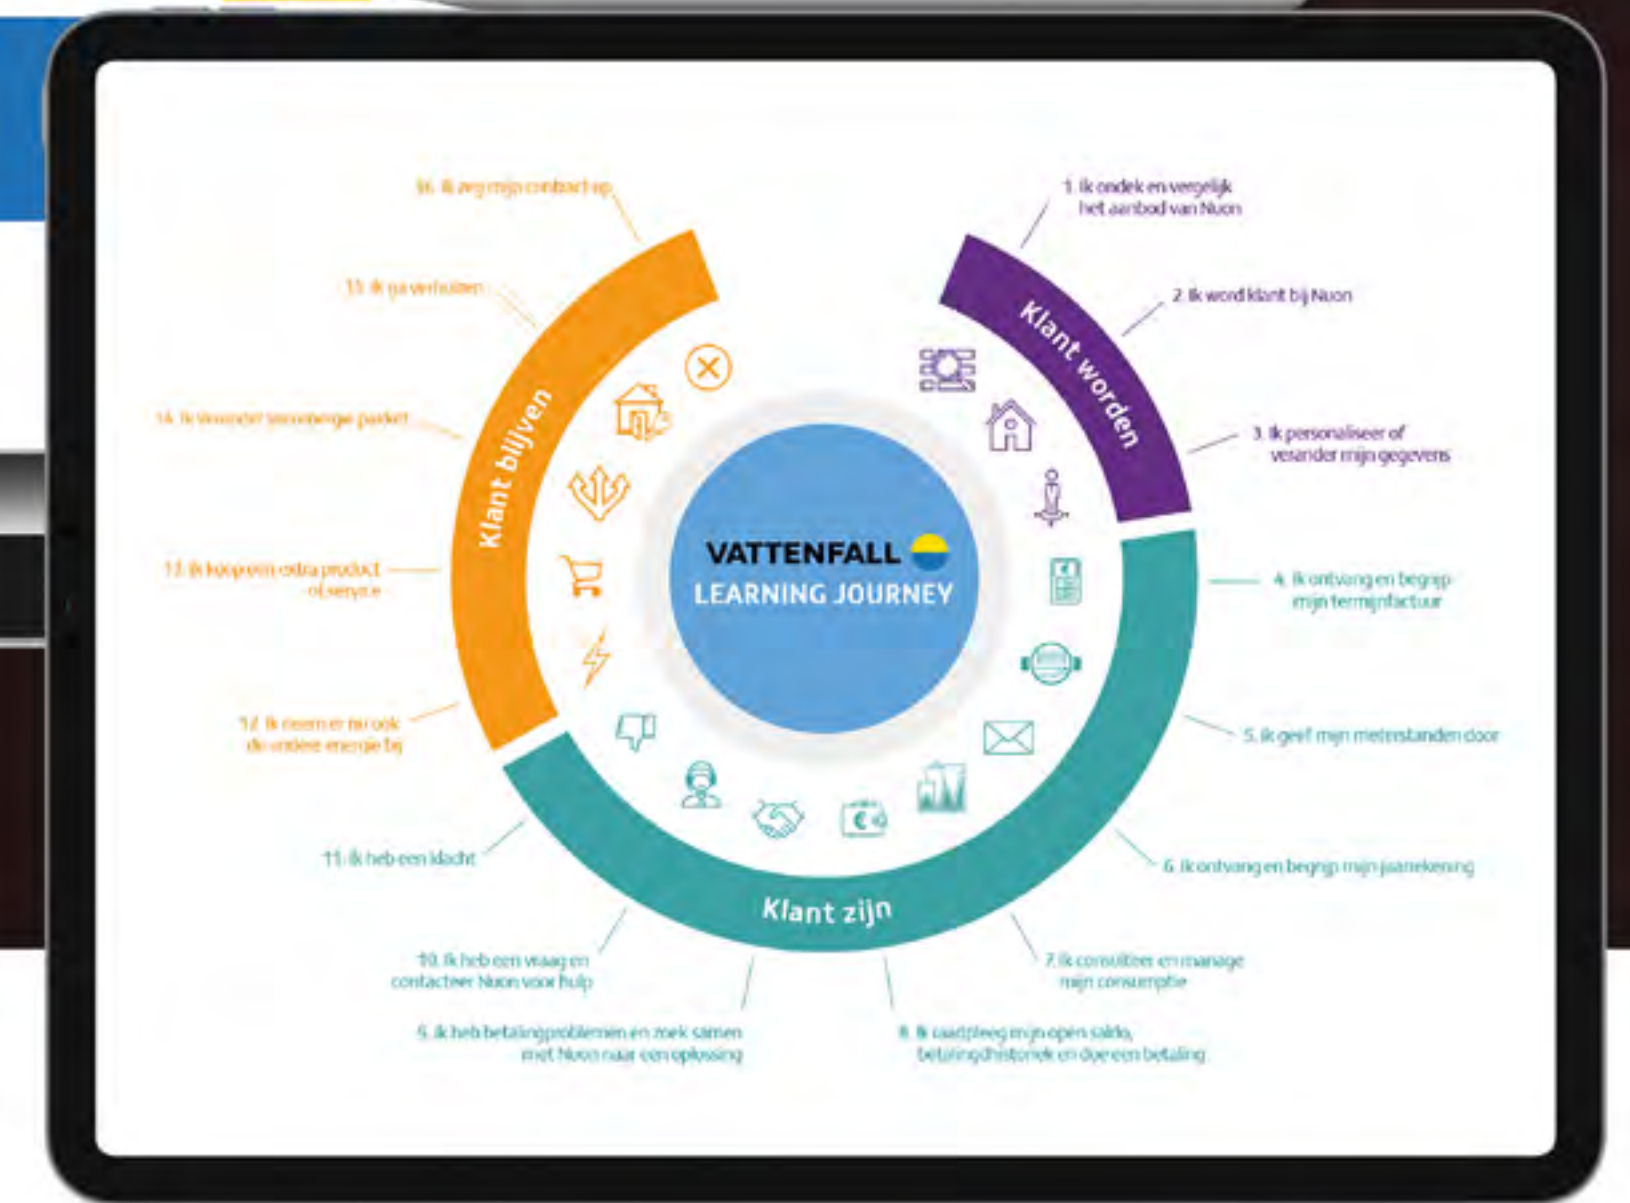 VATTENFALL
LEARNING JOURNEY
Klant worden
1. Ik ondek en vergelijk
het aanbod van Nuon
2. Ik word klant bij Nuon
3. Ik personaliseer of
verander mijn gegevens
Klant zijn
4. Ik ontvang en begrijp
mijn termijnfactuur
5. Ik geef mijn meterstanden door
6. Ik ontvang en begrijp mijn jaarrekening
7. Ik consulteer en manage
mijn consumptie
8. Ik raadpleeg mijn open saldo,
betalingdhistoriek en doe een betaling
9. Ik heb betalingproblemen en zoek samen
met Nuon naar een oplossing
10. Ik heb een vraag en
contacteer Nuon voor hulp
11. Ik heb een klacht
Klant blijven
12. Ik neem er nu ook
de andere energie bij
13. Ik koop een extra product
of service
14. Ik verander
15. Ik ga verhuizen
16. Ik zeg mijn contract op